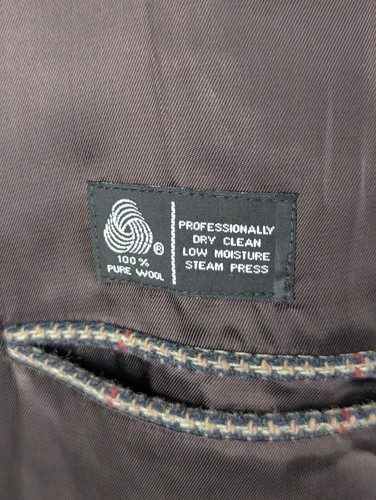 ®
100%
PURE WOOL
PROFESSIONALLY
DRY CLEAN
LOW MOISTURE
STEAM PRESS